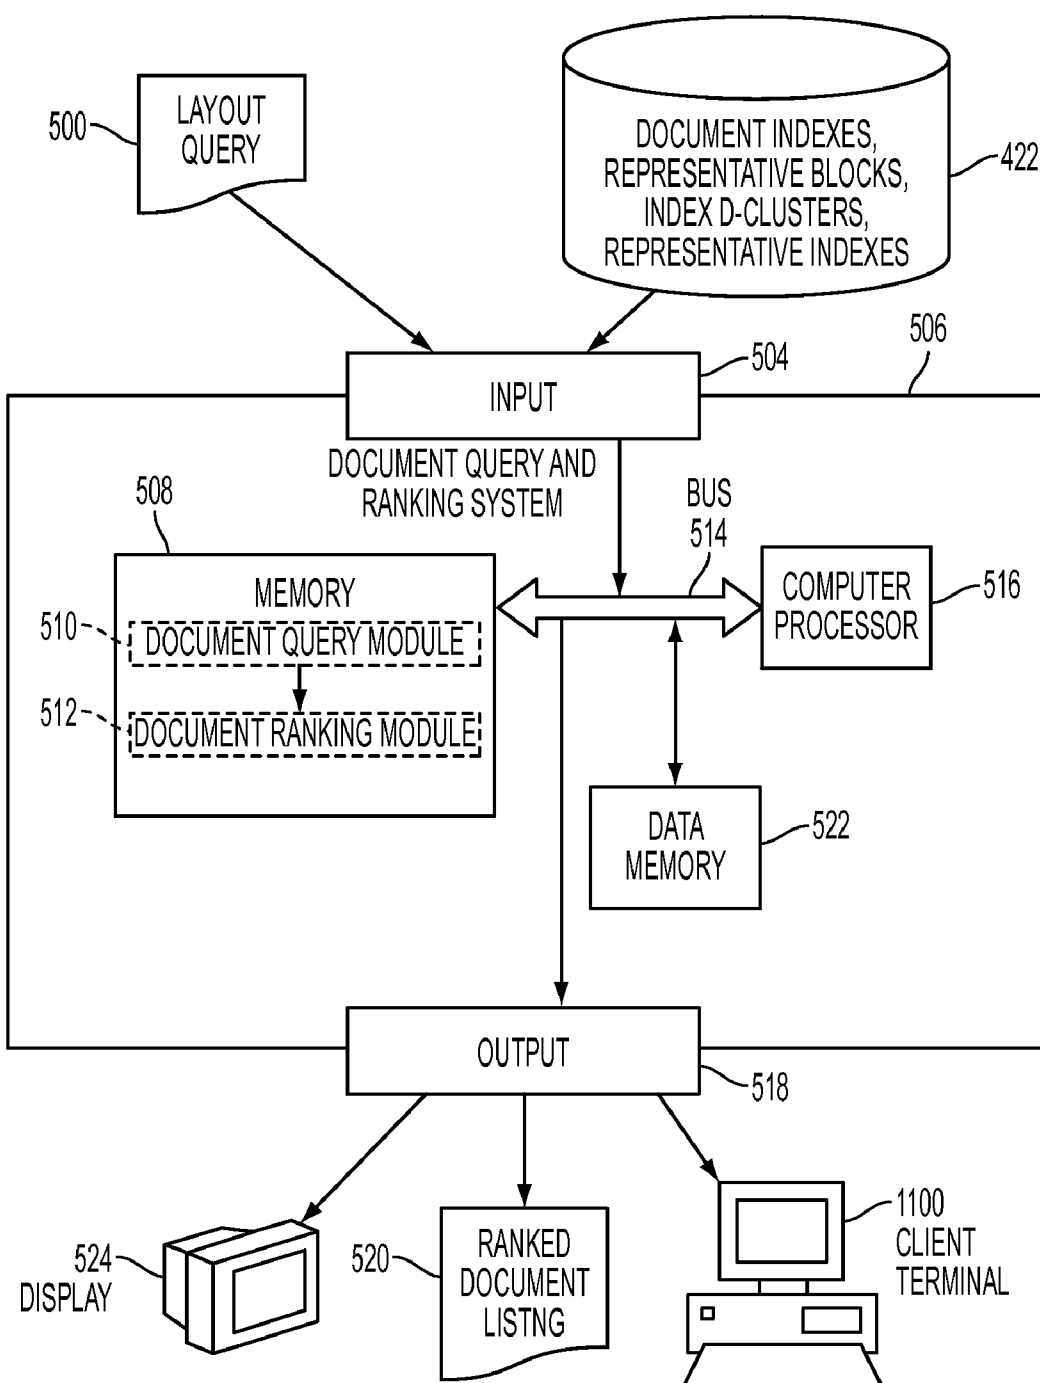 500
LAYOUT
QUERY
DOCUMENT INDEXES,
REPRESENTATIVE BLOCKS,
INDEX D-CLUSTERS,
REPRESENTATIVE INDEXES
422
506
504
INPUT
DOCUMENT QUERY AND
RANKING SYSTEM
508
BUS
514
MEMORY
COMPUTER
PROCESSOR
516
510
DOCUMENT QUERY MODULE
512
DOCUMENT RANKING MODULE
DATA
MEMORY
522
OUTPUT
518
524
DISPLAY
520
RANKED
DOCUMENT
LISTNG
1100
CLIENT
TERMINAL